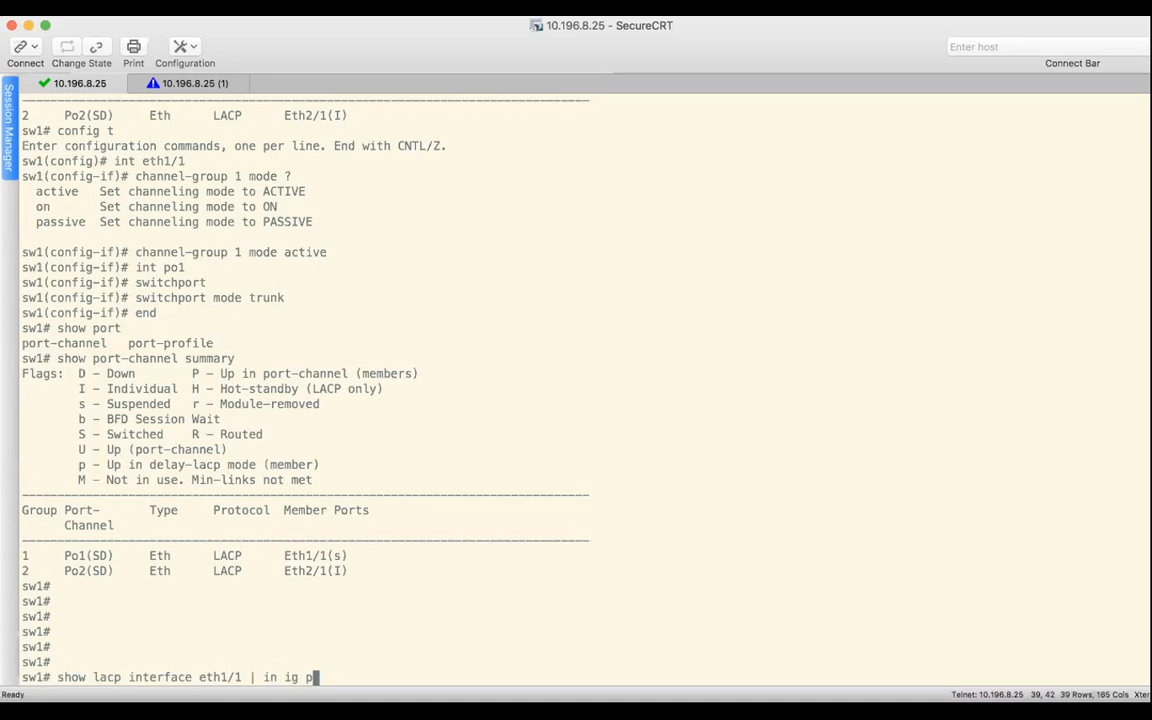 10.196.8.25 - SecureCRT
Connect Change State Print Configuration
Enter host
Connect Bar
10.196.8.25 10.196.8.25 (1)
Session Manager
2 Po2(SD) Eth LACP Eth2/1(I)
sw1# config t
Enter configuration commands, one per line. End with CNTL/Z.
sw1(config)# int eth1/1
sw1(config-if)# channel-group 1 mode ?
active Set channeling mode to ACTIVE
on Set channeling mode to ON
passive Set channeling mode to PASSIVE
sw1(config-if)# channel-group 1 mode active
sw1(config-if)# int po1
sw1(config-if)# switchport
sw1(config-if)# switchport mode trunk
sw1(config-if)# end
sw1# show port
port-channel port-profile
sw1# show port-channel summary
Flags: D - Down P - Up in port-channel (members)
I - Individual H - Hot-standby (LACP only)
s - Suspended r - Module-removed
b - BFD Session Wait
S - Switched R - Routed
U - Up (port-channel)
p - Up in delay-lacp mode (member)
M - Not in use. Min-links not met
Group Port- Type Protocol Member Ports
Channel
1 Po1(SD) Eth LACP Eth1/1(s)
2 Po2(SD) Eth LACP Eth2/1(I)
sw1#
sw1#
sw1#
sw1#
sw1#
sw1#
sw1# show lacp interface eth1/1 | in ig p
Ready
Telnet: 10.196.8.25 39, 42 39 Rows, 165 Cols Xter